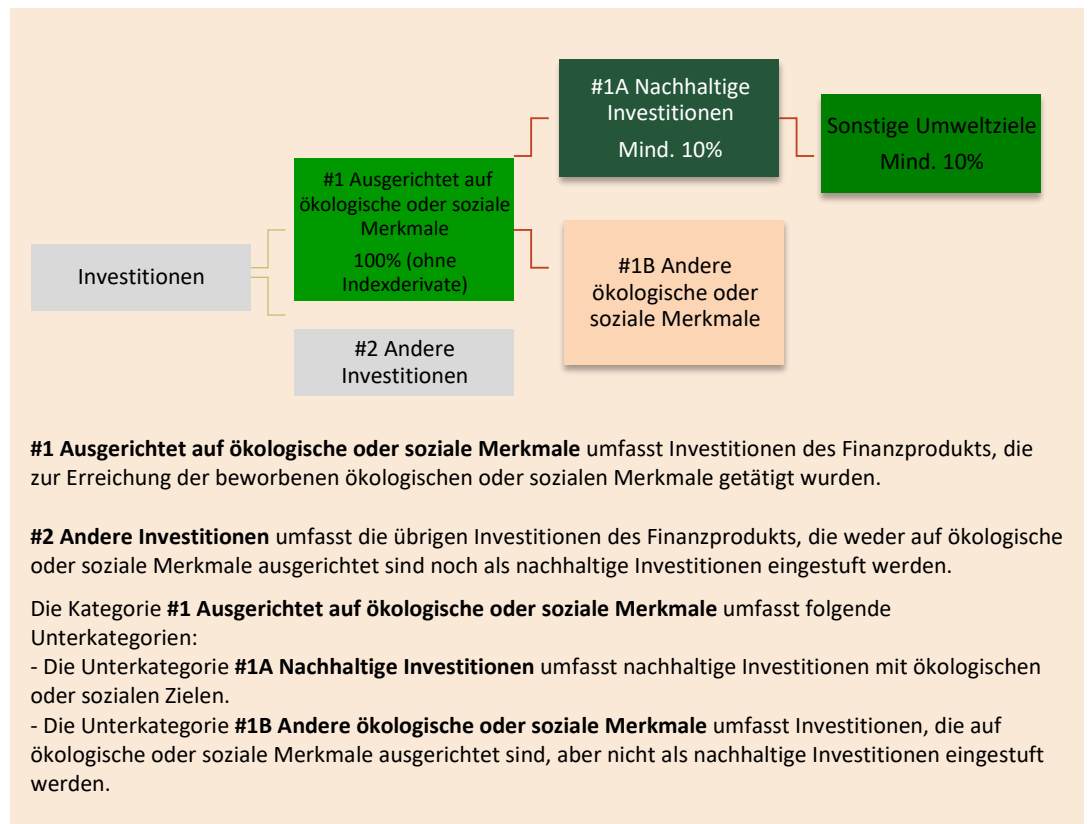 #1A Nachhaltige
Investitionen
Mind. 10%
Sonstige Umweltziele
Mind. 10%
#1 Ausgerichtet auf
ökologische oder soziale
Merkmale
100% (ohne
Indexderivate)
Investitionen
#1B Andere
ökologische oder
soziale Merkmale
#2 Andere
Investitionen
#1 Ausgerichtet auf ökologische oder soziale Merkmale umfasst Investitionen des Finanzprodukts, die
zur Erreichung der beworbenen ökologischen oder sozialen Merkmale getätigt wurden.
#2 Andere Investitionen umfasst die übrigen Investitionen des Finanzprodukts, die weder auf ökologische
oder soziale Merkmale ausgerichtet sind noch als nachhaltige Investitionen eingestuft werden.
Die Kategorie #1 Ausgerichtet auf ökologische oder soziale Merkmale umfasst folgende
Unterkategorien:
- Die Unterkategorie #1A Nachhaltige Investitionen umfasst nachhaltige Investitionen mit ökologischen
oder sozialen Zielen.
- Die Unterkategorie #1B Andere ökologische oder soziale Merkmale umfasst Investitionen, die auf
ökologische oder soziale Merkmale ausgerichtet sind, aber nicht als nachhaltige Investitionen eingestuft
werden.